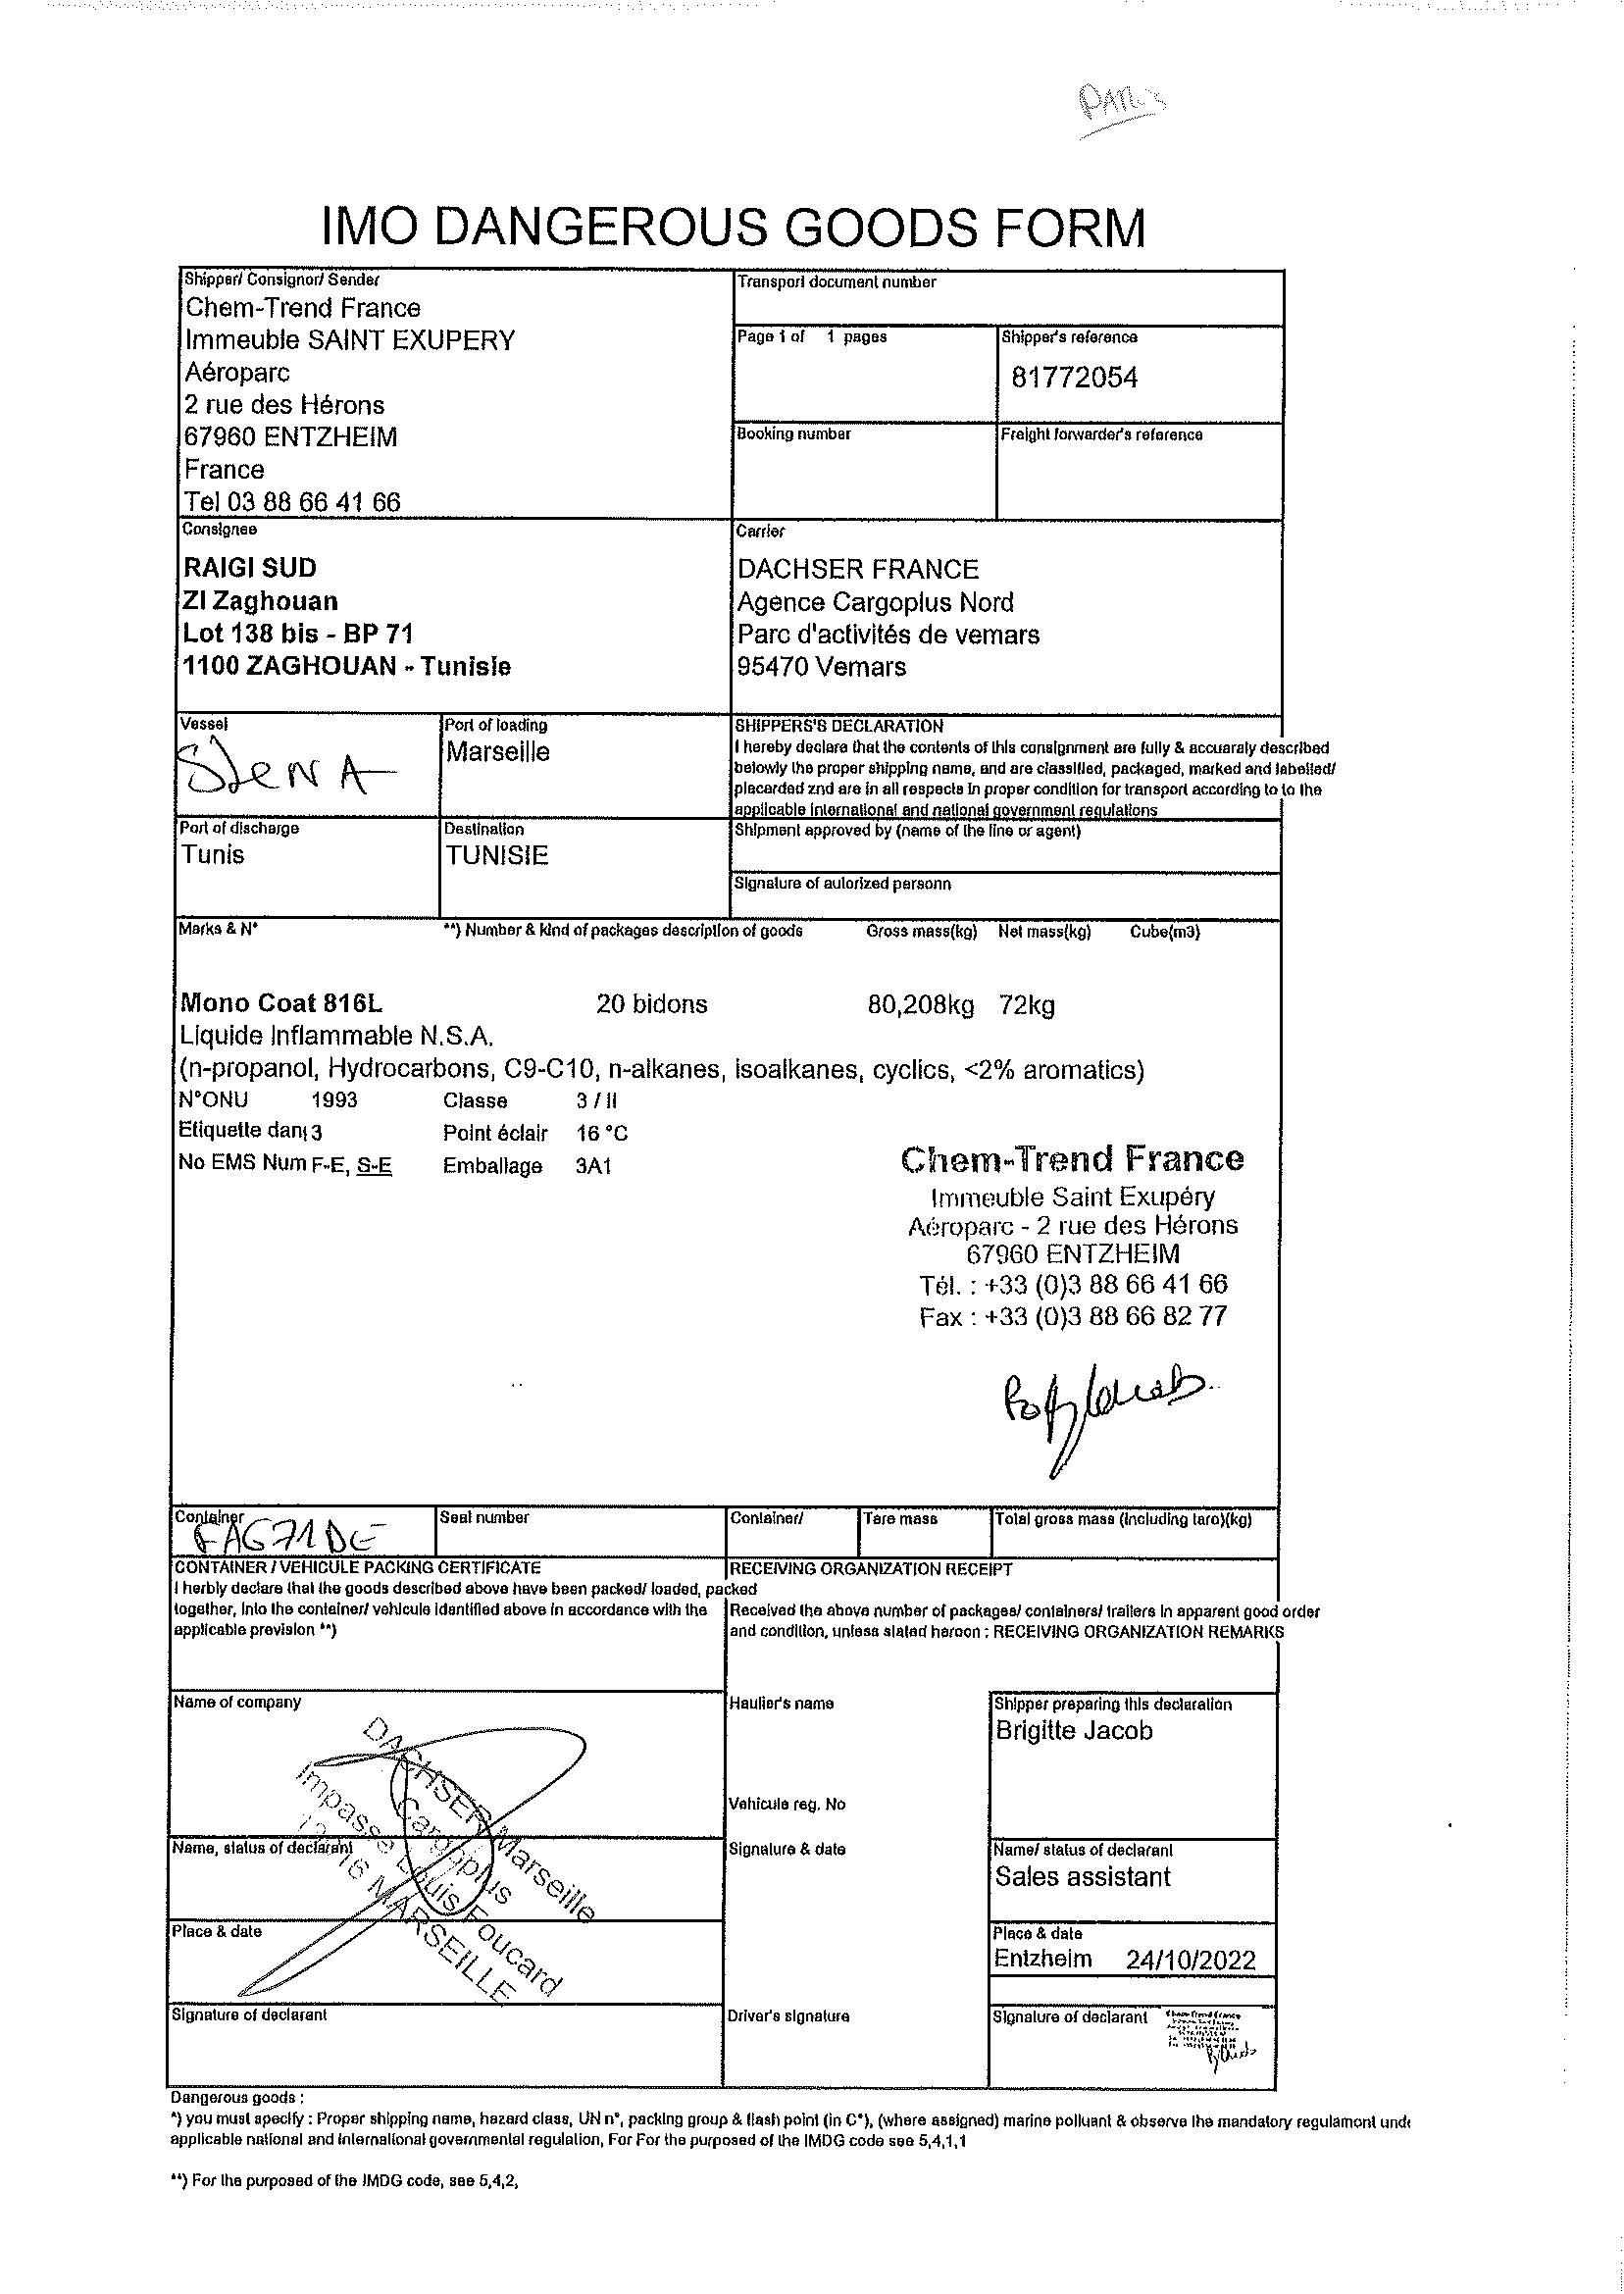 PARIS
IMO DANGEROUS GOODS FORM
Shipper/ Consignor/ Sender
Chem-Trend France
Immeuble SAINT EXUPERY
Aéroparc
2 rue des Hérons
67960 ENTZHEIM
France
Tel 03 88 66 41 66
Transport document number
Page 1 of 1 pages
Shipper's reference
81772054
Booking number
Freight forwarder's reference
Consignee
RAIGI SUD
ZI Zaghouan
Lot 138 bis - BP 71
1100 ZAGHOUAN - Tunisie
Carrier
DACHSER FRANCE
Agence Cargoplus Nord
Parc d'activités de vemars
95470 Vemars
Vessel
Port of loading
Marseille
SHIPPERS'S DECLARATION
I hereby declare that the contents of this consignment are fully & accuaraly described
belowly the proper shipping name, and are classified, packaged, marked and labelled/
placarded znd are in all respects in proper condition for transport according to to the
applicable international and national government regulations
Port of discharge
Tunis
Destination
TUNISIE
Shipment approved by (name of the line or agent)
Signature of autorized personn
Marks & N° **) Number & kind of packages description of goods Gross mass(kg) Net mass(kg) Cube(m3)
Mono Coat 816L 20 bidons 80,208kg 72kg
Liquide Inflammable N.S.A.
(n-propanol, Hydrocarbons, C9-C10, n-alkanes, isoalkanes, cyclics, <2% aromatics)
N°ONU 1993 Classe 3 / II
Etiquette dan 3 Point éclair 16 °C
No EMS Num F-E, S-E Emballage 3A1
Chem-Trend France
Immeuble Saint Exupéry
Aéroparc - 2 rue des Hérons
67960 ENTZHEIM
Tél. : +33 (0)3 88 66 41 66
Fax : +33 (0)3 88 66 82 77
Container
Seal number
Container/
Tare mass
Total gross mass (including tare)(kg)
CONTAINER / VEHICULE PACKING CERTIFICATE
I herbly declare that the goods described above have been packed/ loaded, packed
together, into the container/ vehicule identified above in accordance with the
applicable prevision **)
RECEIVING ORGANIZATION RECEIPT
Received the above number of packages/ containers/ trailers in apparent good order
and condition, unless stated hereon : RECEIVING ORGANIZATION REMARKS
Name of company
DACHSER Marseille
Cargoplus
Impasse Louis Foucard
MARSEILLE
Haulier's name
Shipper preparing this declaration
Brigitte Jacob
Vehicule reg. No
Name, status of declarant
Signature & date
Name/ status of declarant
Sales assistant
Place & date
Place & date
Entzheim 24/10/2022
Signature of declarant
Driver's signature
Signature of declarant
Dangerous goods :
*) you must specify : Proper shipping name, hazard class, UN n°, packing group & flash point (in C°), (where assigned) marine polluant & observe the mandatory regulamont unde
applicable national and international governmental regulation, For For the purposed of the IMDG code see 5,4,1,1
**) For the purposed of the IMDG code, see 5,4,2,